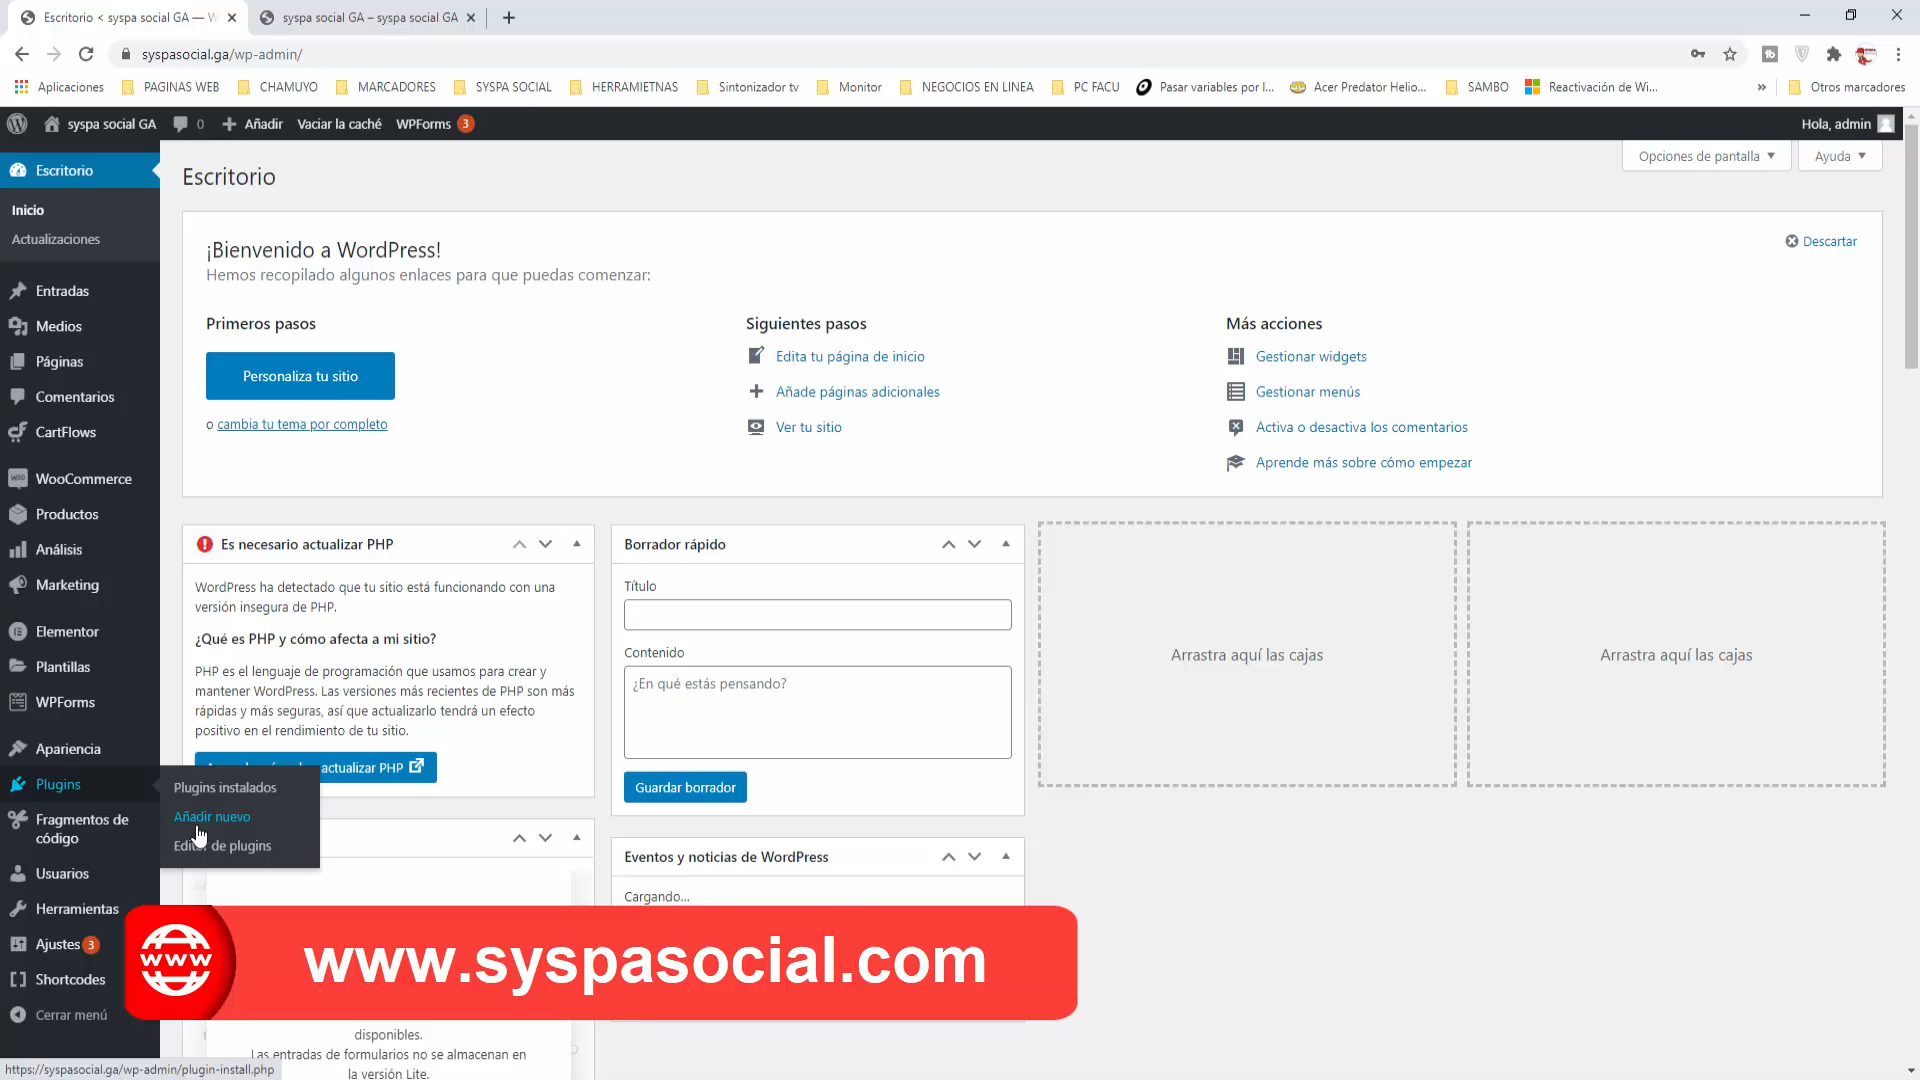 Escritorio < syspa social GA — W
syspa social GA – syspa social GA
syspasocial.ga/wp-admin/
Aplicaciones
PAGINAS WEB
CHAMUYO
MARCADORES
SYSPA SOCIAL
HERRAMIETNAS
Sintonizador tv
Monitor
NEGOCIOS EN LINEA
PC FACU
Pasar variables por l...
Acer Predator Helio...
SAMBO
Reactivación de Wi...
»
Otros marcadores
syspa social GA
0
Añadir
Vaciar la caché
WPForms
3
Hola, admin
Escritorio
Inicio
Actualizaciones
Entradas
Medios
Páginas
Comentarios
CartFlows
WooCommerce
Productos
Análisis
Marketing
Elementor
Plantillas
WPForms
Apariencia
Plugins
Fragmentos de
código
Usuarios
Herramientas
Ajustes 3
Shortcodes
Cerrar menú
Plugins instalados
Añadir nuevo
Editor de plugins
Opciones de pantalla
Ayuda
Escritorio
¡Bienvenido a WordPress!
Hemos recopilado algunos enlaces para que puedas comenzar:
Descartar
Primeros pasos
Personaliza tu sitio
o cambia tu tema por completo
Siguientes pasos
Edita tu página de inicio
Añade páginas adicionales
Ver tu sitio
Más acciones
Gestionar widgets
Gestionar menús
Activa o desactiva los comentarios
Aprende más sobre cómo empezar
Es necesario actualizar PHP
WordPress ha detectado que tu sitio está funcionando con una
versión insegura de PHP.
¿Qué es PHP y cómo afecta a mi sitio?
PHP es el lenguaje de programación que usamos para crear y
mantener WordPress. Las versiones más recientes de PHP son más
rápidas y más seguras, así que actualizarlo tendrá un efecto
positivo en el rendimiento de tu sitio.
actualizar PHP
Borrador rápido
Título
Contenido
¿En qué estás pensando?
Guardar borrador
Eventos y noticias de WordPress
Cargando...
Arrastra aquí las cajas
Arrastra aquí las cajas
www
www.syspasocial.com
disponibles.
Las entradas de formularios no se almacenan en
la versión Lite.
https://syspasocial.ga/wp-admin/plugin-install.php